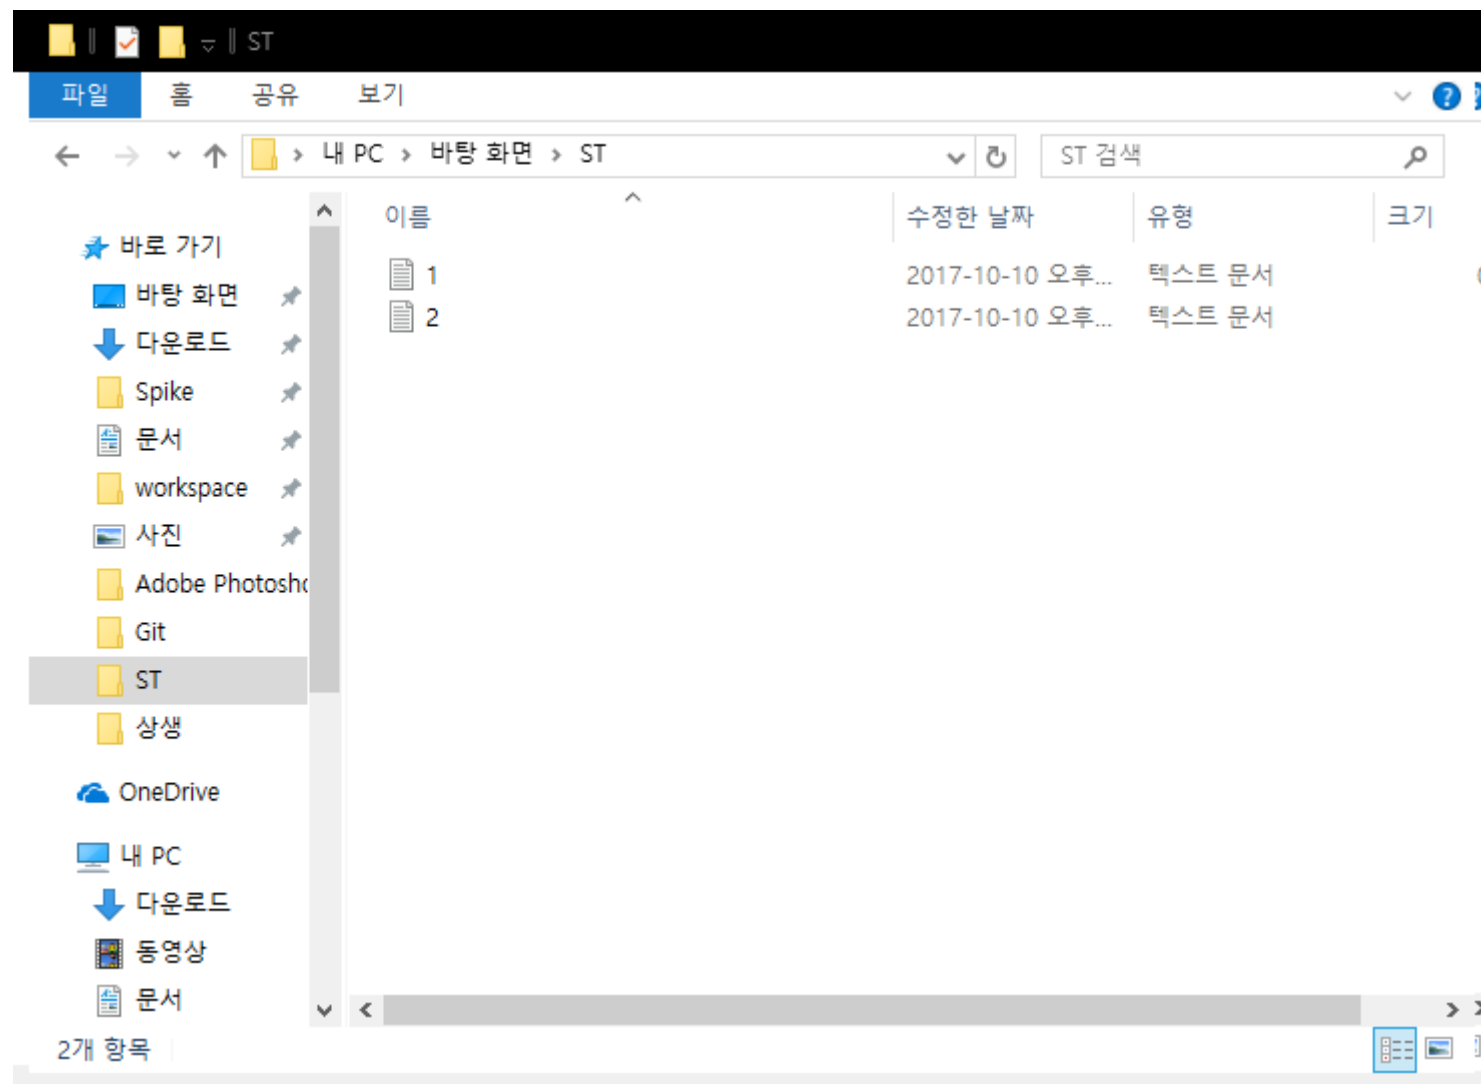 ST
파일 홈 공유 보기
내 PC > 바탕 화면 > ST
ST 검색
이름 수정한 날짜 유형 크기
1 2017-10-10 오후... 텍스트 문서
2 2017-10-10 오후... 텍스트 문서
바로 가기
바탕 화면
다운로드
Spike
문서
workspace
사진
Adobe Photosho
Git
ST
상생
OneDrive
내 PC
다운로드
동영상
문서
2개 항목